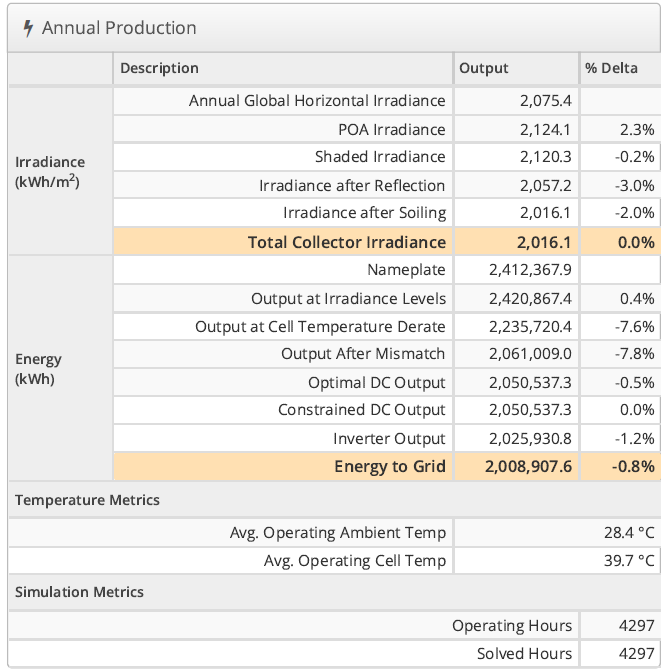 Annual Production
Description Output % Delta
Irradiance
(kWh/m²)
Annual Global Horizontal Irradiance 2,075.4
POA Irradiance 2,124.1 2.3%
Shaded Irradiance 2,120.3 -0.2%
Irradiance after Reflection 2,057.2 -3.0%
Irradiance after Soiling 2,016.1 -2.0%
Total Collector Irradiance 2,016.1 0.0%
Energy
(kWh)
Nameplate 2,412,367.9
Output at Irradiance Levels 2,420,867.4 0.4%
Output at Cell Temperature Derate 2,235,720.4 -7.6%
Output After Mismatch 2,061,009.0 -7.8%
Optimal DC Output 2,050,537.3 -0.5%
Constrained DC Output 2,050,537.3 0.0%
Inverter Output 2,025,930.8 -1.2%
Energy to Grid 2,008,907.6 -0.8%
Temperature Metrics
Avg. Operating Ambient Temp 28.4 °C
Avg. Operating Cell Temp 39.7 °C
Simulation Metrics
Operating Hours 4297
Solved Hours 4297